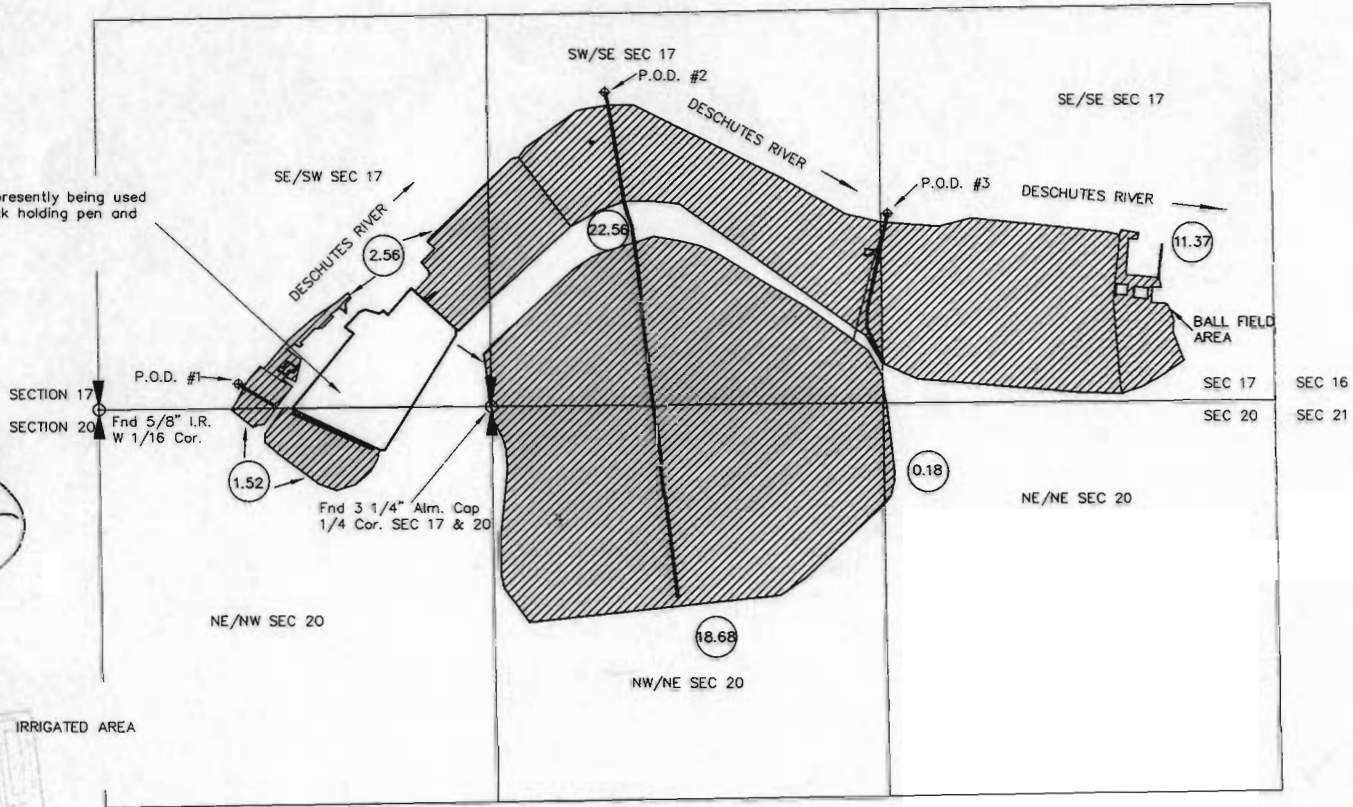 SW/SE SEC 17
P.O.D. #2
DESCHUTES RIVER
SE/SE SEC 17
SE/SW SEC 17
presently being used
k holding pen and
DESCHUTES RIVER
2.56
22.56
P.O.D. #3
DESCHUTES RIVER
11.37
BALL FIELD
AREA
P.O.D. #1
SECTION 17
SECTION 20
Fnd 5/8" I.R.
W 1/16 Cor.
SEC 17
SEC 16
SEC 20
SEC 21
1.52
Fnd 3 1/4" Alm. Cap
1/4 Cor. SEC 17 & 20
0.18
NE/NE SEC 20
NE/NW SEC 20
18.68
NW/NE SEC 20
IRRIGATED AREA